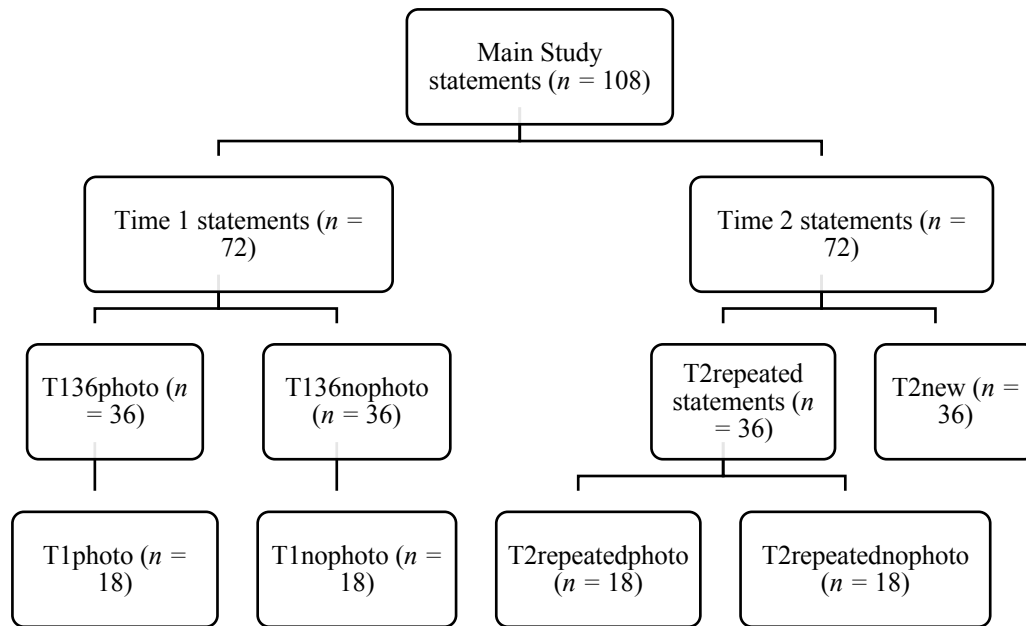 Main Study
statements (n = 108)
Time 1 statements (n =
72)
Time 2 statements (n =
72)
T136photo (n
= 36)
T136nophoto
(n = 36)
T2repeated
statements (n
= 36)
T2new (n =
36)
T1photo (n =
18)
T1nophoto (n =
18)
T2repeatedphoto
(n = 18)
T2repeatednophoto
(n = 18)